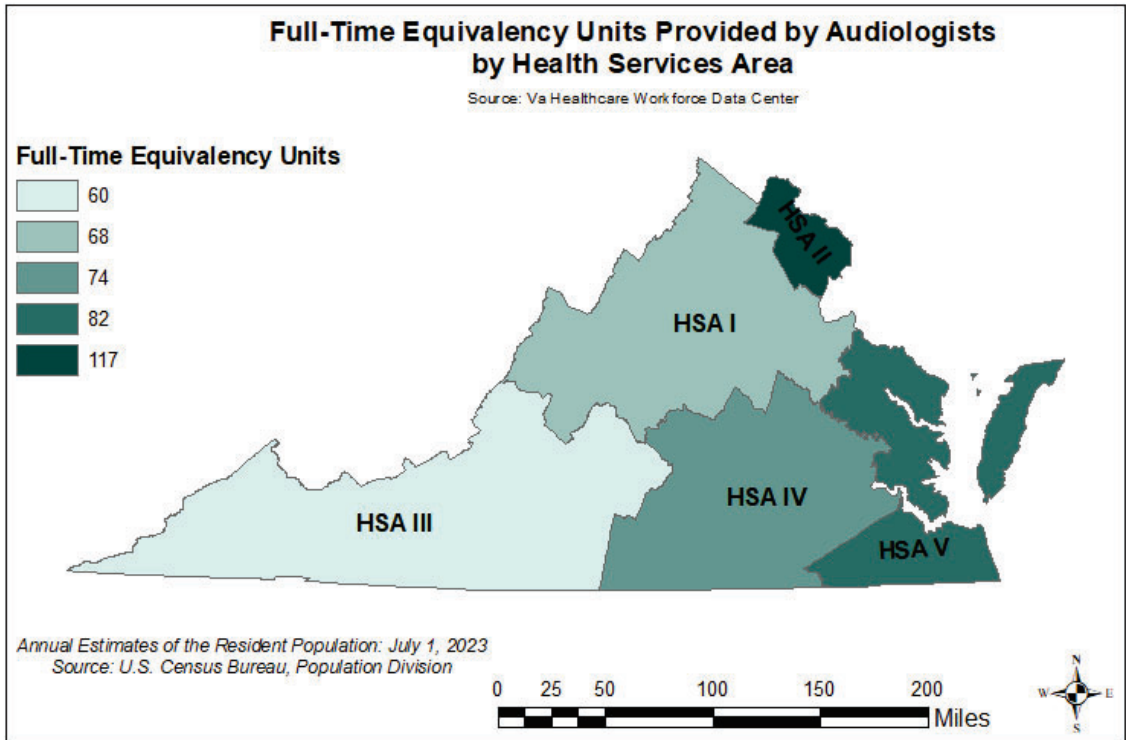 Full-Time Equivalency Units Provided by Audiologists
by Health Services Area
Source: Va Healthcare Workforce Data Center
Full-Time Equivalency Units
60
68
74
82
117
HSA II
HSA I
HSA IV
HSA III
HSA V
Annual Estimates of the Resident Population: July 1, 2023
Source: U.S. Census Bureau, Population Division
0 25 50 100 150 200
Miles
N
W E
S